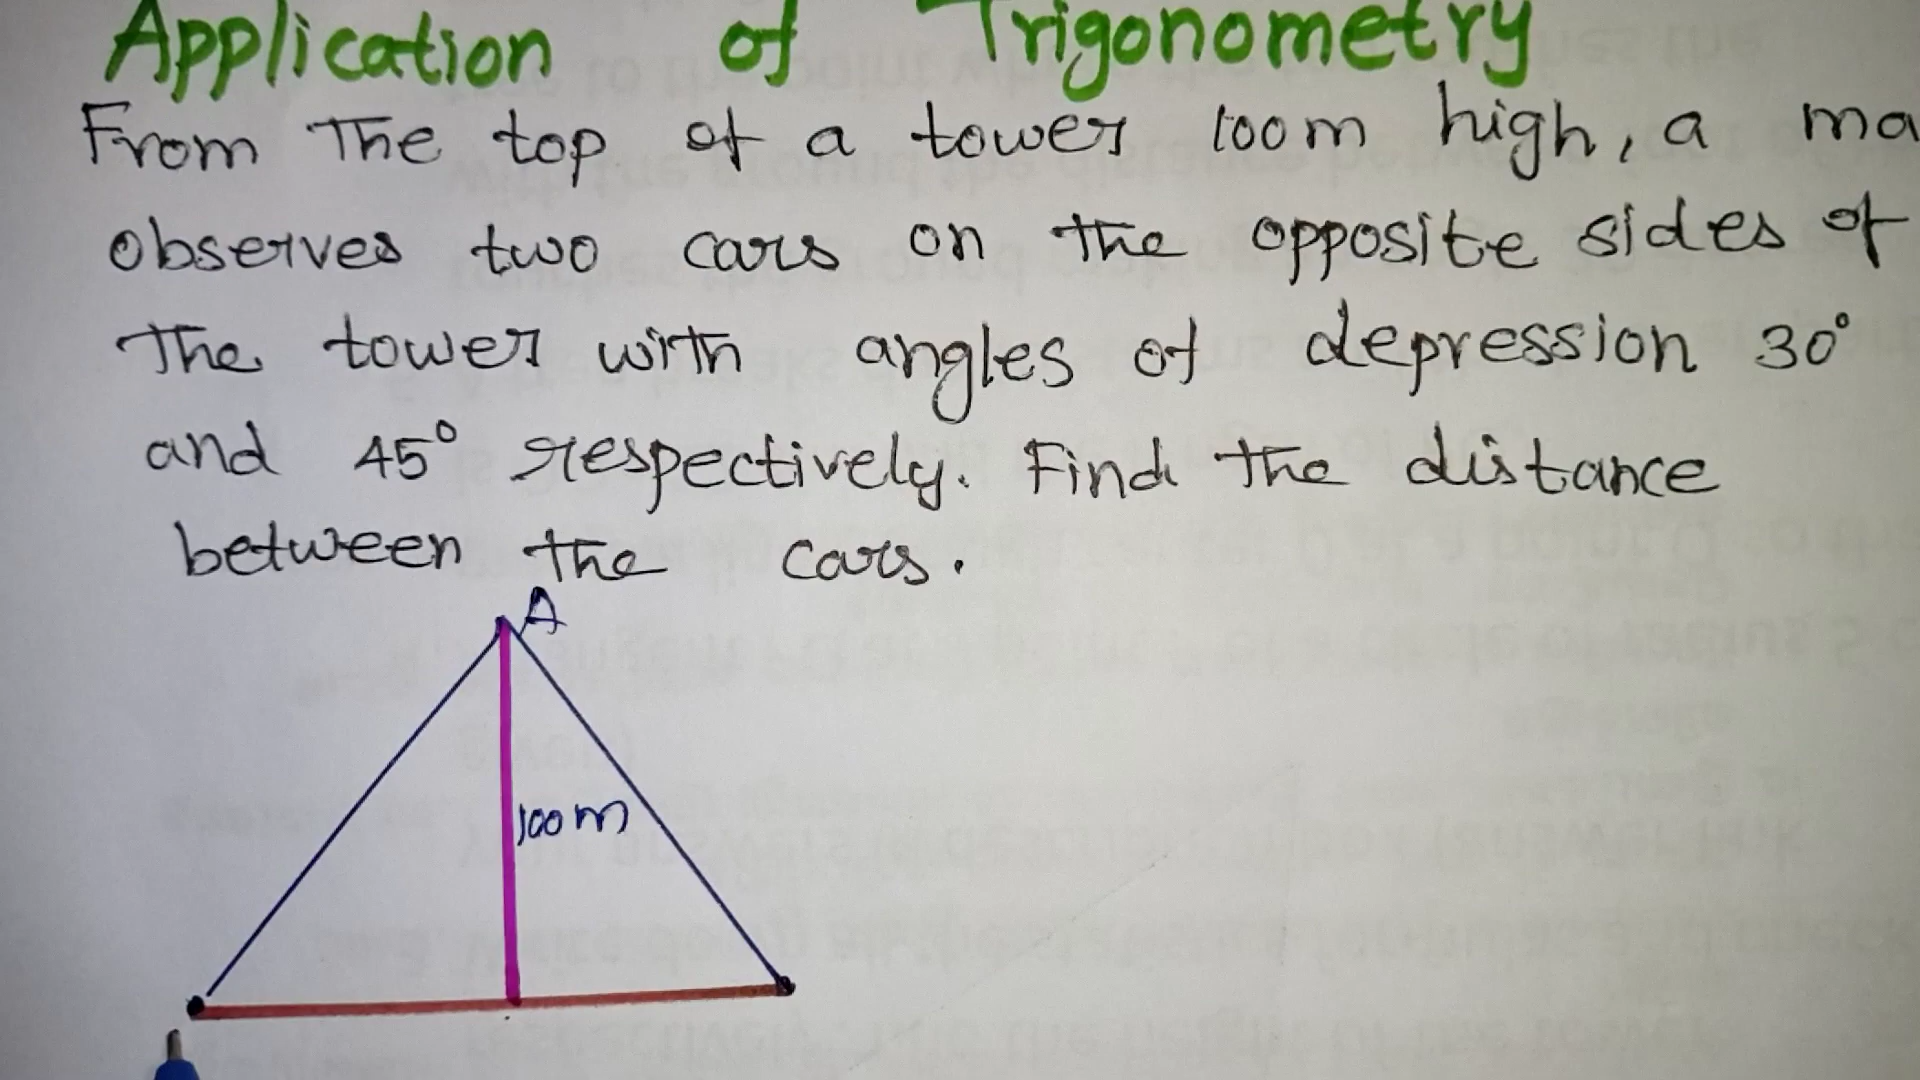 Application of Trigonometry
From The top of a tower 100m high, a ma
observes two cars on the opposite sides of
The tower with angles of depression 30°
and 45° respectively. Find the distance
between the cars.
A
100m